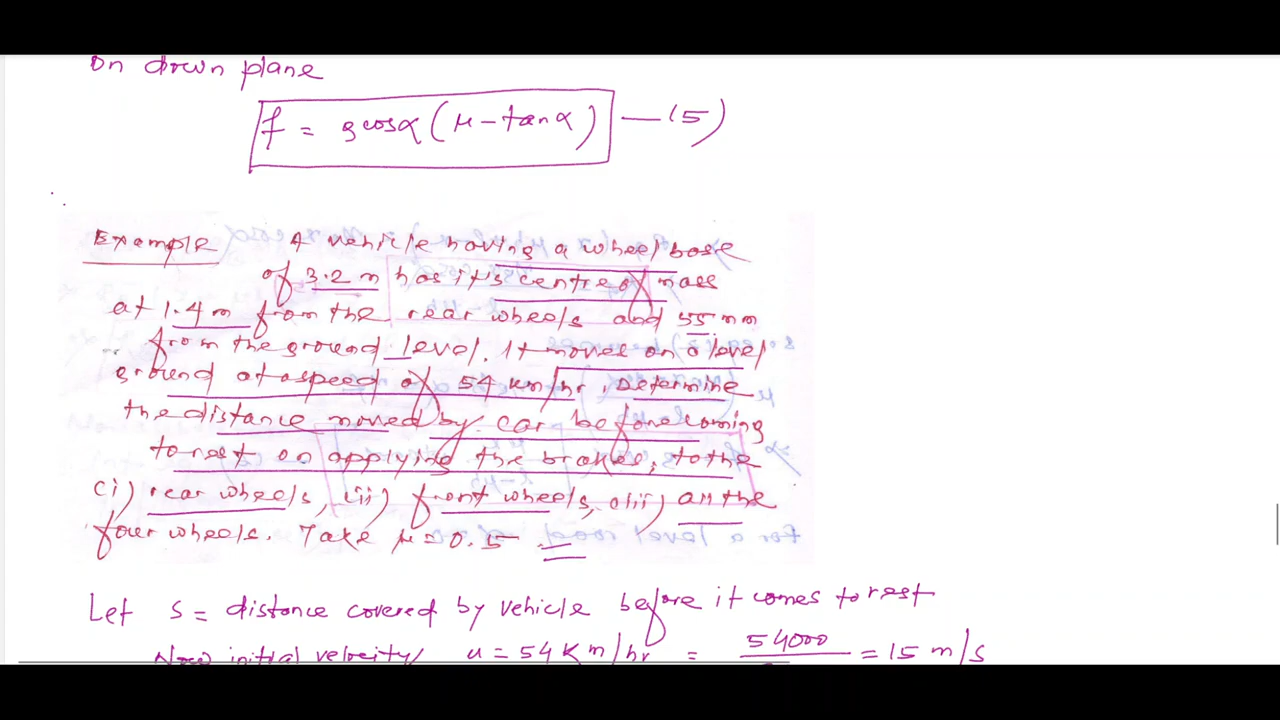 On down plane
f = g cosα (μ - tanα) — (5)
Example A vehicle having a wheel base
of 3.2 m has it's centre of mass
at 1.4 m from the rear wheels and 55 mm
from the ground level. It moves on a level
ground at a speed of 54 km/hr. Determine
the distance moved by car before coming
to rest on applying the brakes, to the
(i) rear wheels, (ii) front wheels, (iii) all the
four wheels. Take μ = 0.5.
Let s = distance covered by vehicle before it comes to rest
Now initial velocity u = 54 Km/hr = 54000 = 15 m/s